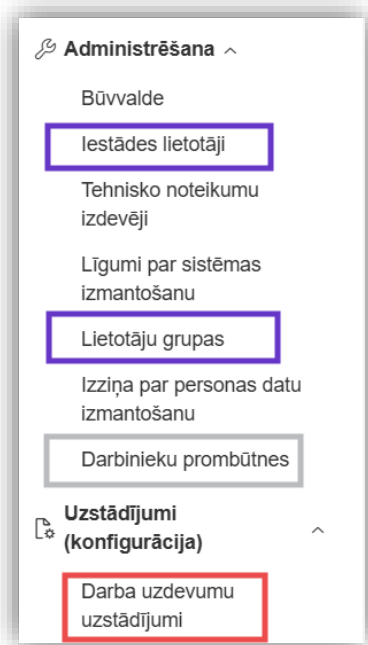 Administrēšana
Būvvalde
Iestādes lietotāji
Tehnisko noteikumu
izdevēji
Līgumi par sistēmas
izmantošanu
Lietotāju grupas
Izziņa par personas datu
izmantošanu
Darbinieku prombūtnes
Uzstādījumi
(konfigurācija)
Darba uzdevumu
uzstādījumi